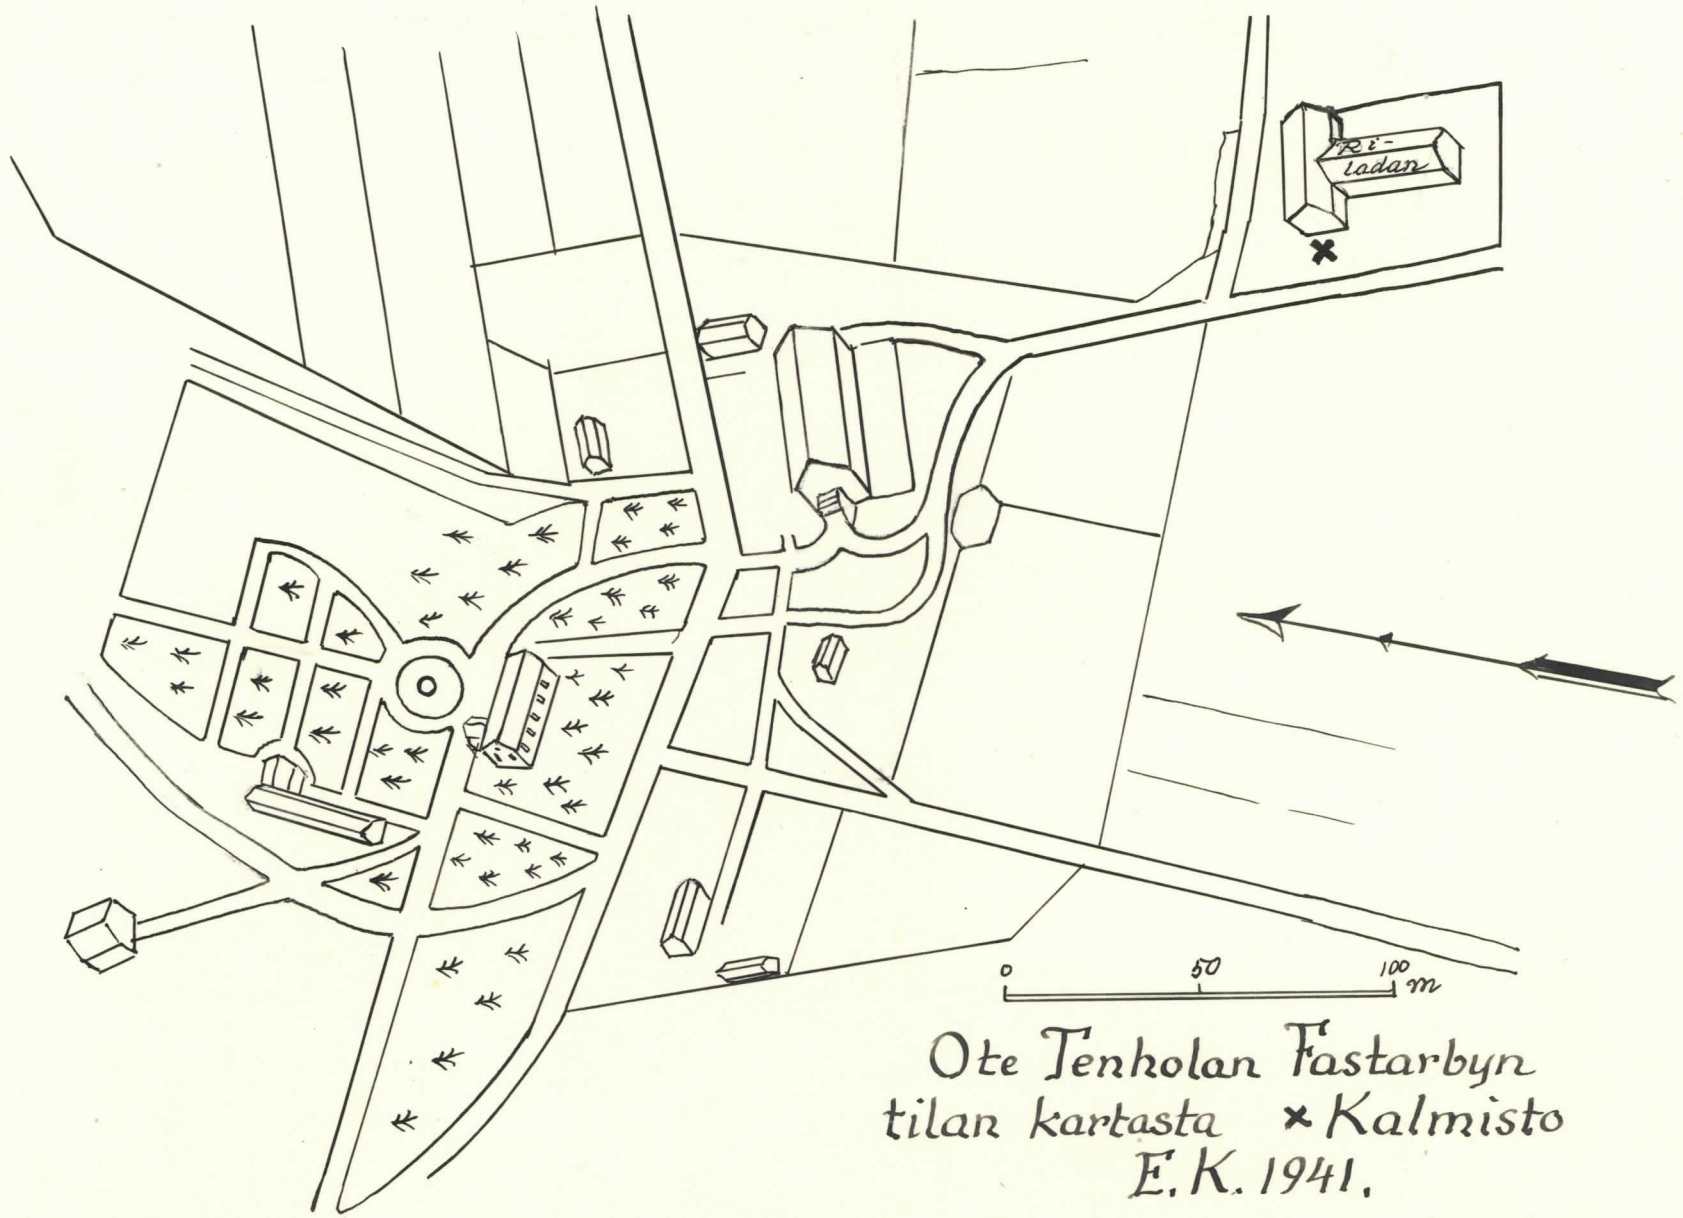 Ri-
ladan
0 50 100
m
Ote Tenholan Fastarbyn
tilan kartasta × Kalmisto
E. K. 1941.